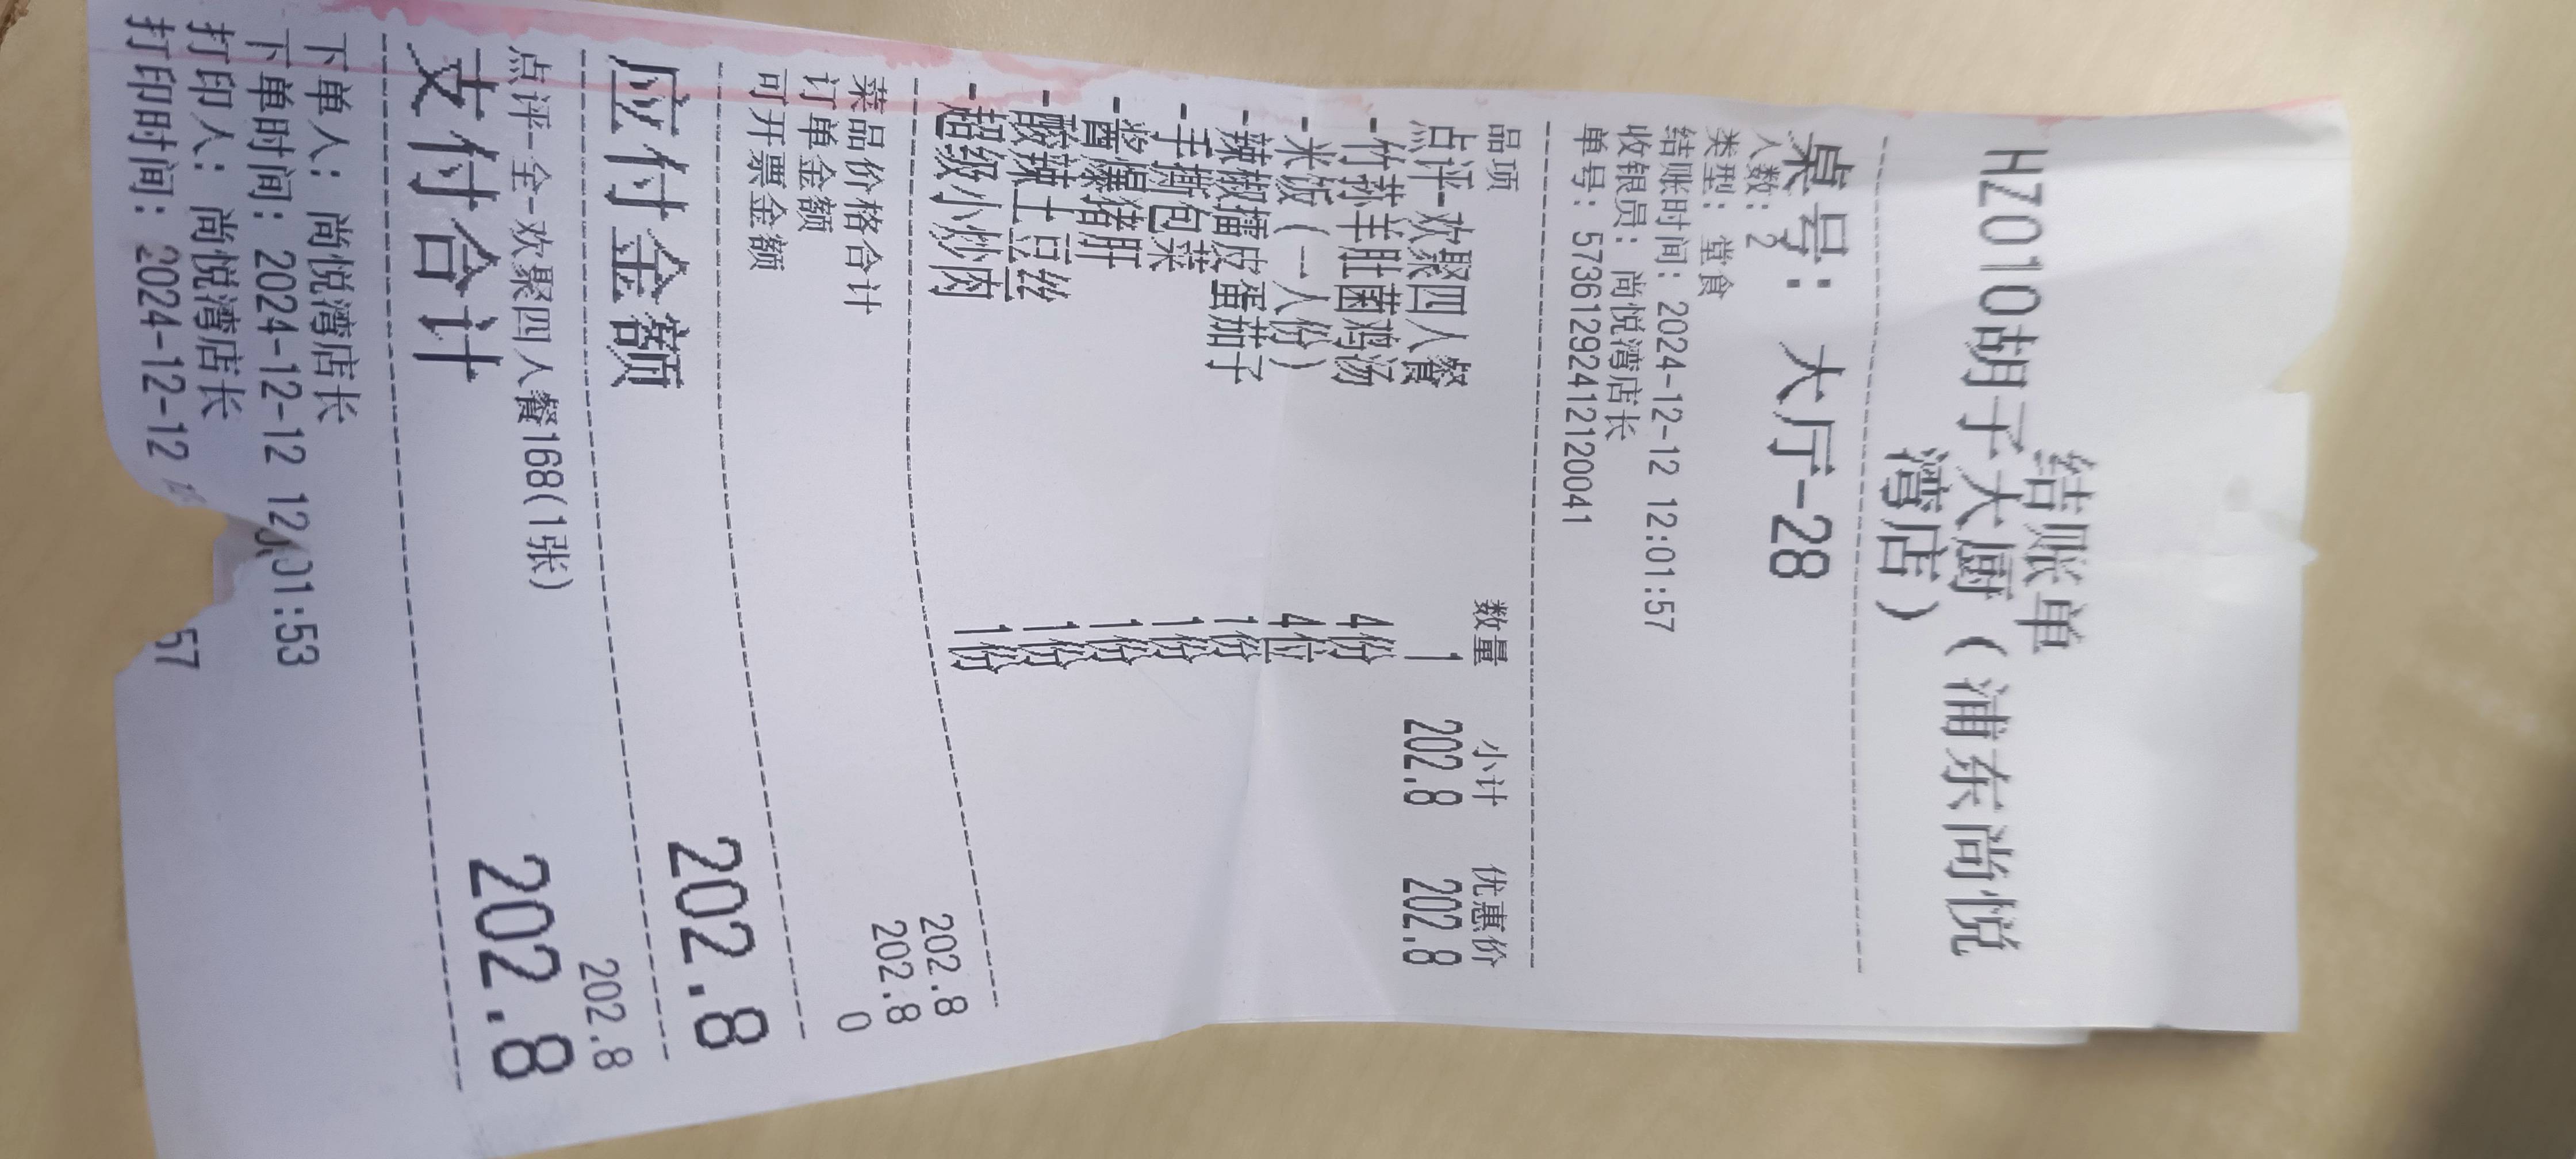 结账单
HZ010胡子大厨（浦东尚悦
湾店）
桌号：大厅-28
人数：2
类型：堂食
结账时间：2024-12-12 12:01:57
收银员：尚悦湾店长
单号：573612924121200​41
品项 数量 小计 优惠价
点评-欢聚四人餐 1 202.8 202.8
-竹荪羊肚菌鸡汤 4份
-米饭（一人份） 4位
-辣椒擂皮蛋茄子 1份
-手撕包菜 1份
-酱爆猪肝 1份
-酸辣土豆丝 1份
-超级小炒肉 1份
菜品价格合计 202.8
订单金额 202.8
可开票金额 0
应付金额 202.8
点评-全-欢聚四人餐168(1张) 202.8
支付合计 202.8
下单人：尚悦湾店长
下单时间：2024-12-12 12:01:53
打印人：尚悦湾店长
打印时间：2024-12-12 57